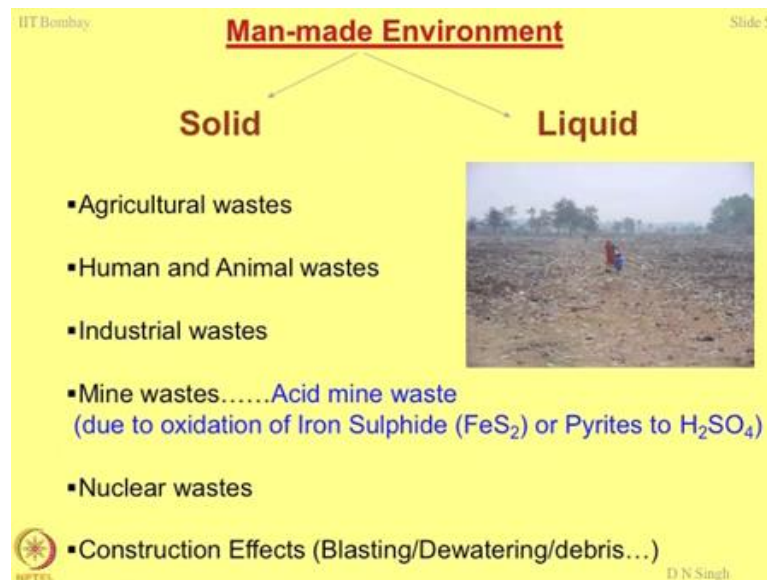 IIT Bombay
Slide 5
Man-made Environment
Solid
Liquid
▪Agricultural wastes
▪Human and Animal wastes
▪Industrial wastes
▪Mine wastes……Acid mine waste
(due to oxidation of Iron Sulphide (FeS₂) or Pyrites to H₂SO₄)
▪Nuclear wastes
▪Construction Effects (Blasting/Dewatering/debris…)
NPTEL
D N Singh